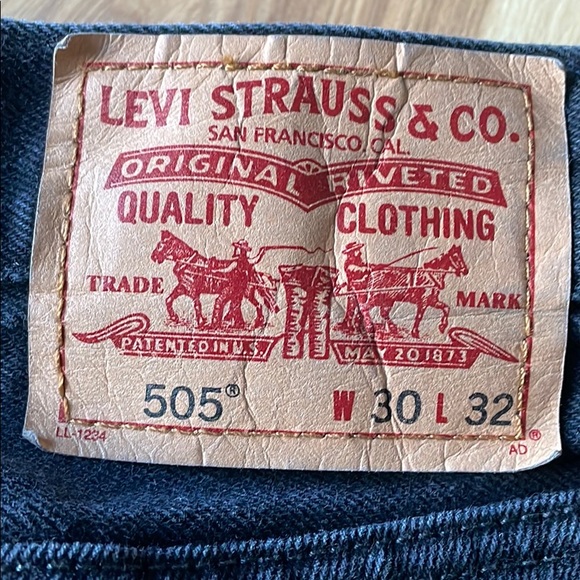 LEVI STRAUSS & CO.
SAN FRANCISCO, CAL.
ORIGINAL RIVETED
QUALITY CLOTHING
TRADE MARK
PATENTED IN U.S. MAY 20 1873
505® W 30 L 32
LL-1234 AD ®